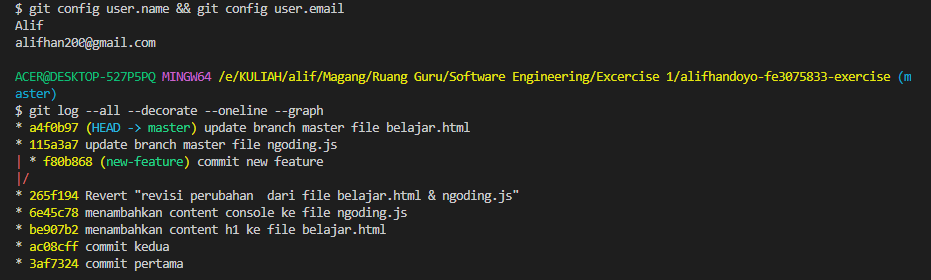 $ git config user.name && git config user.email
Alif
alifhan200@gmail.com
ACER@DESKTOP-527P5PQ MINGW64 /e/KULIAH/alif/Magang/Ruang Guru/Software Engineering/Excercise 1/alifhandoyo-fe3075833-exercise (m
aster)
$ git log --all --decorate --oneline --graph
* a4f0b97 (HEAD -> master) update branch master file belajar.html
* 115a3a7 update branch master file ngoding.js
| * f80b868 (new-feature) commit new feature
|/
* 265f194 Revert "revisi perubahan  dari file belajar.html & ngoding.js"
* 6e45c78 menambahkan content console ke file ngoding.js
* be907b2 menambahkan content h1 ke file belajar.html
* ac08cff commit kedua
* 3af7324 commit pertama